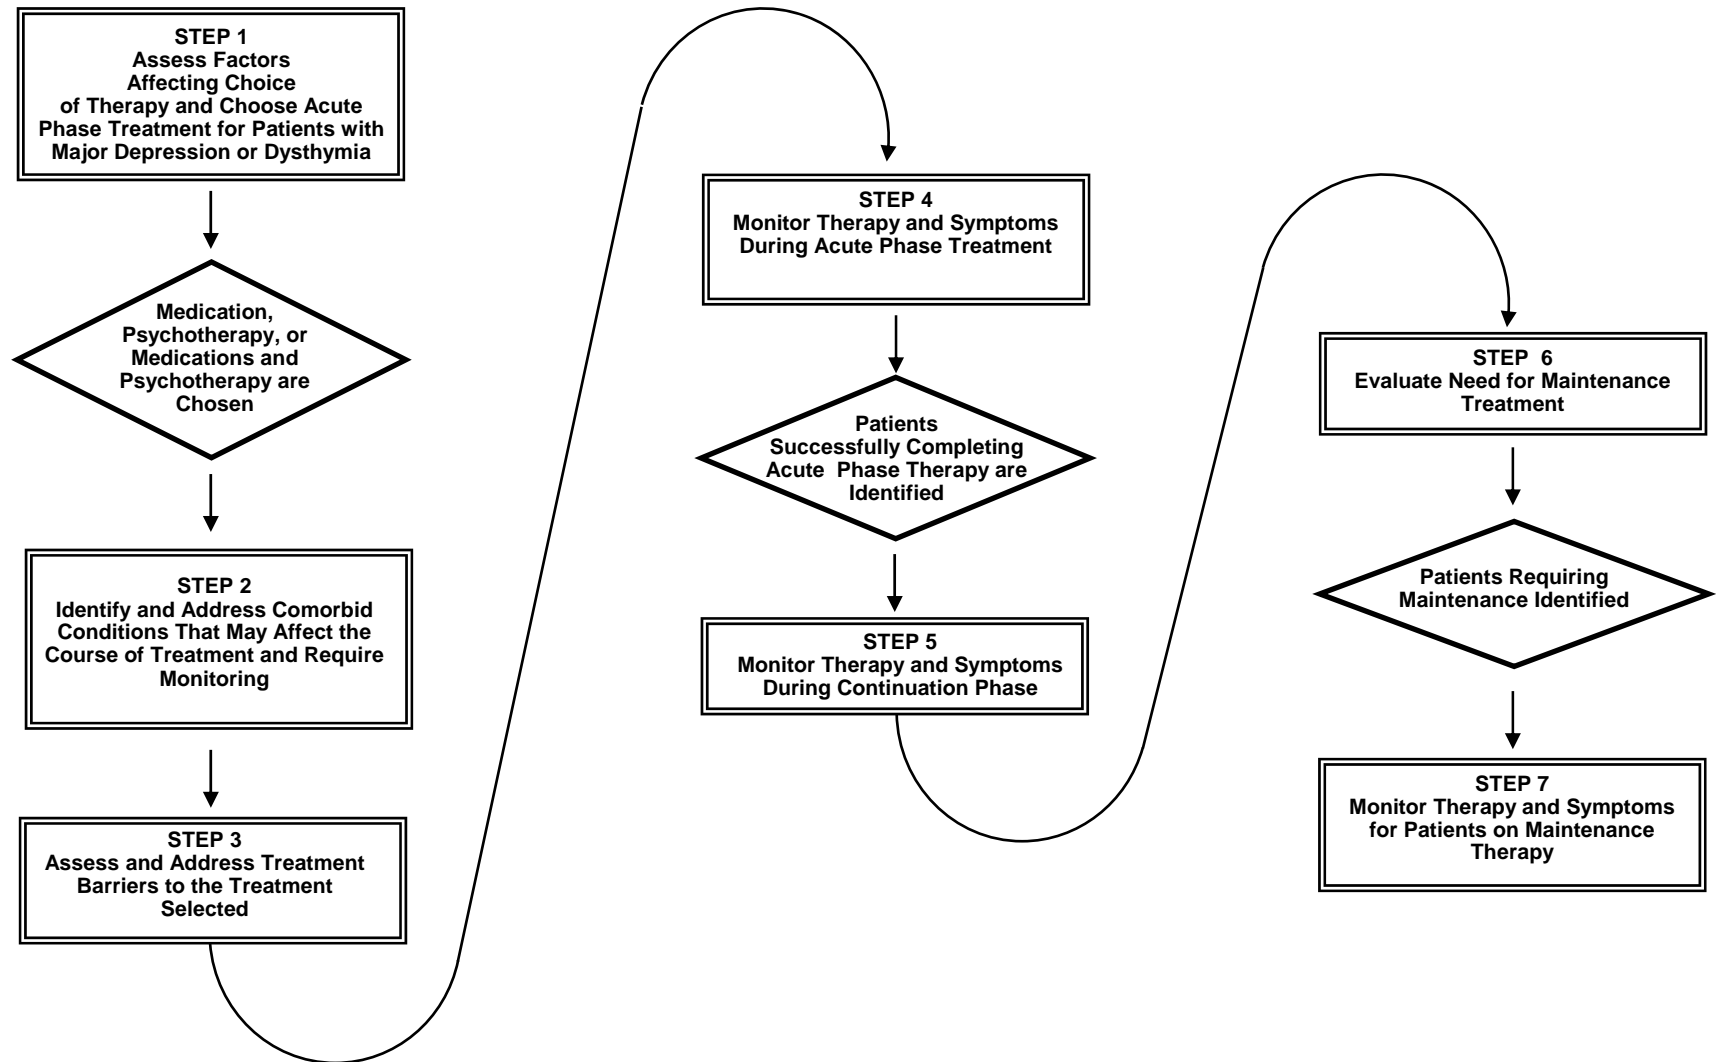 STEP 1
Assess Factors
Affecting Choice
of Therapy and Choose Acute
Phase Treatment for Patients with
Major Depression or Dysthymia
Medication,
Psychotherapy, or
Medications and
Psychotherapy are
Chosen
STEP 2
Identify and Address Comorbid
Conditions That May Affect the
Course of Treatment and Require
Monitoring
STEP 3
Assess and Address Treatment
Barriers to the Treatment
Selected
STEP 4
Monitor Therapy and Symptoms
During Acute Phase Treatment
Patients
Successfully Completing
Acute Phase Therapy are
Identified
STEP 5
Monitor Therapy and Symptoms
During Continuation Phase
STEP 6
Evaluate Need for Maintenance
Treatment
Patients Requiring
Maintenance Identified
STEP 7
Monitor Therapy and Symptoms
for Patients on Maintenance
Therapy